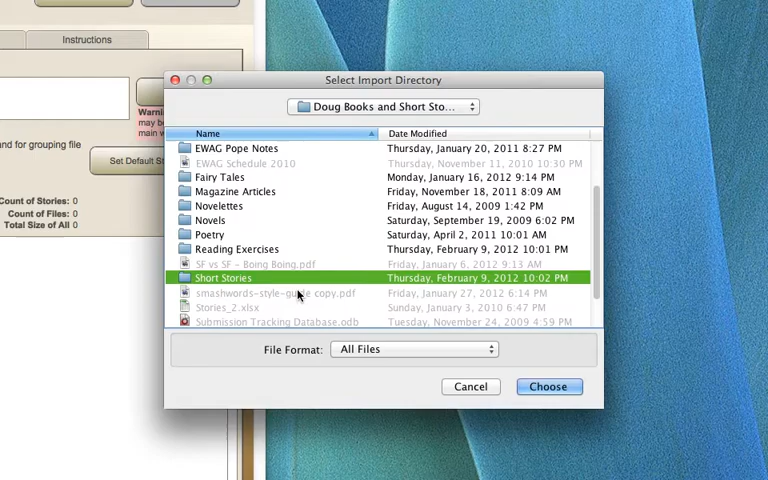 Instructions
Select Import Directory
Doug Books and Short Sto...
Name Date Modified
EWAG Pope Notes Thursday, January 20, 2011 8:27 PM
EWAG Schedule 2010 Thursday, November 11, 2010 10:30 PM
Fairy Tales Monday, January 16, 2012 9:14 PM
Magazine Articles Friday, November 18, 2011 8:09 AM
Novelettes Friday, August 14, 2009 1:42 PM
Novels Saturday, September 19, 2009 6:02 PM
Poetry Saturday, April 2, 2011 10:01 AM
Reading Exercises Thursday, February 9, 2012 10:01 PM
SF vs SF - Boing Boing.pdf Friday, January 6, 2012 9:13 AM
Short Stories Thursday, February 9, 2012 10:02 PM
smashwords-style-guide copy.pdf Friday, January 27, 2012 6:14 PM
Stories_2.xlsx Sunday, January 3, 2010 6:47 PM
Submission Tracking Database.odb Tuesday, November 24, 2009 4:59 PM
File Format: All Files
Cancel Choose
Warni
may be
main w
and for grouping file
Set Default St
Count of Stories: 0
Count of Files: 0
Total Size of All 0